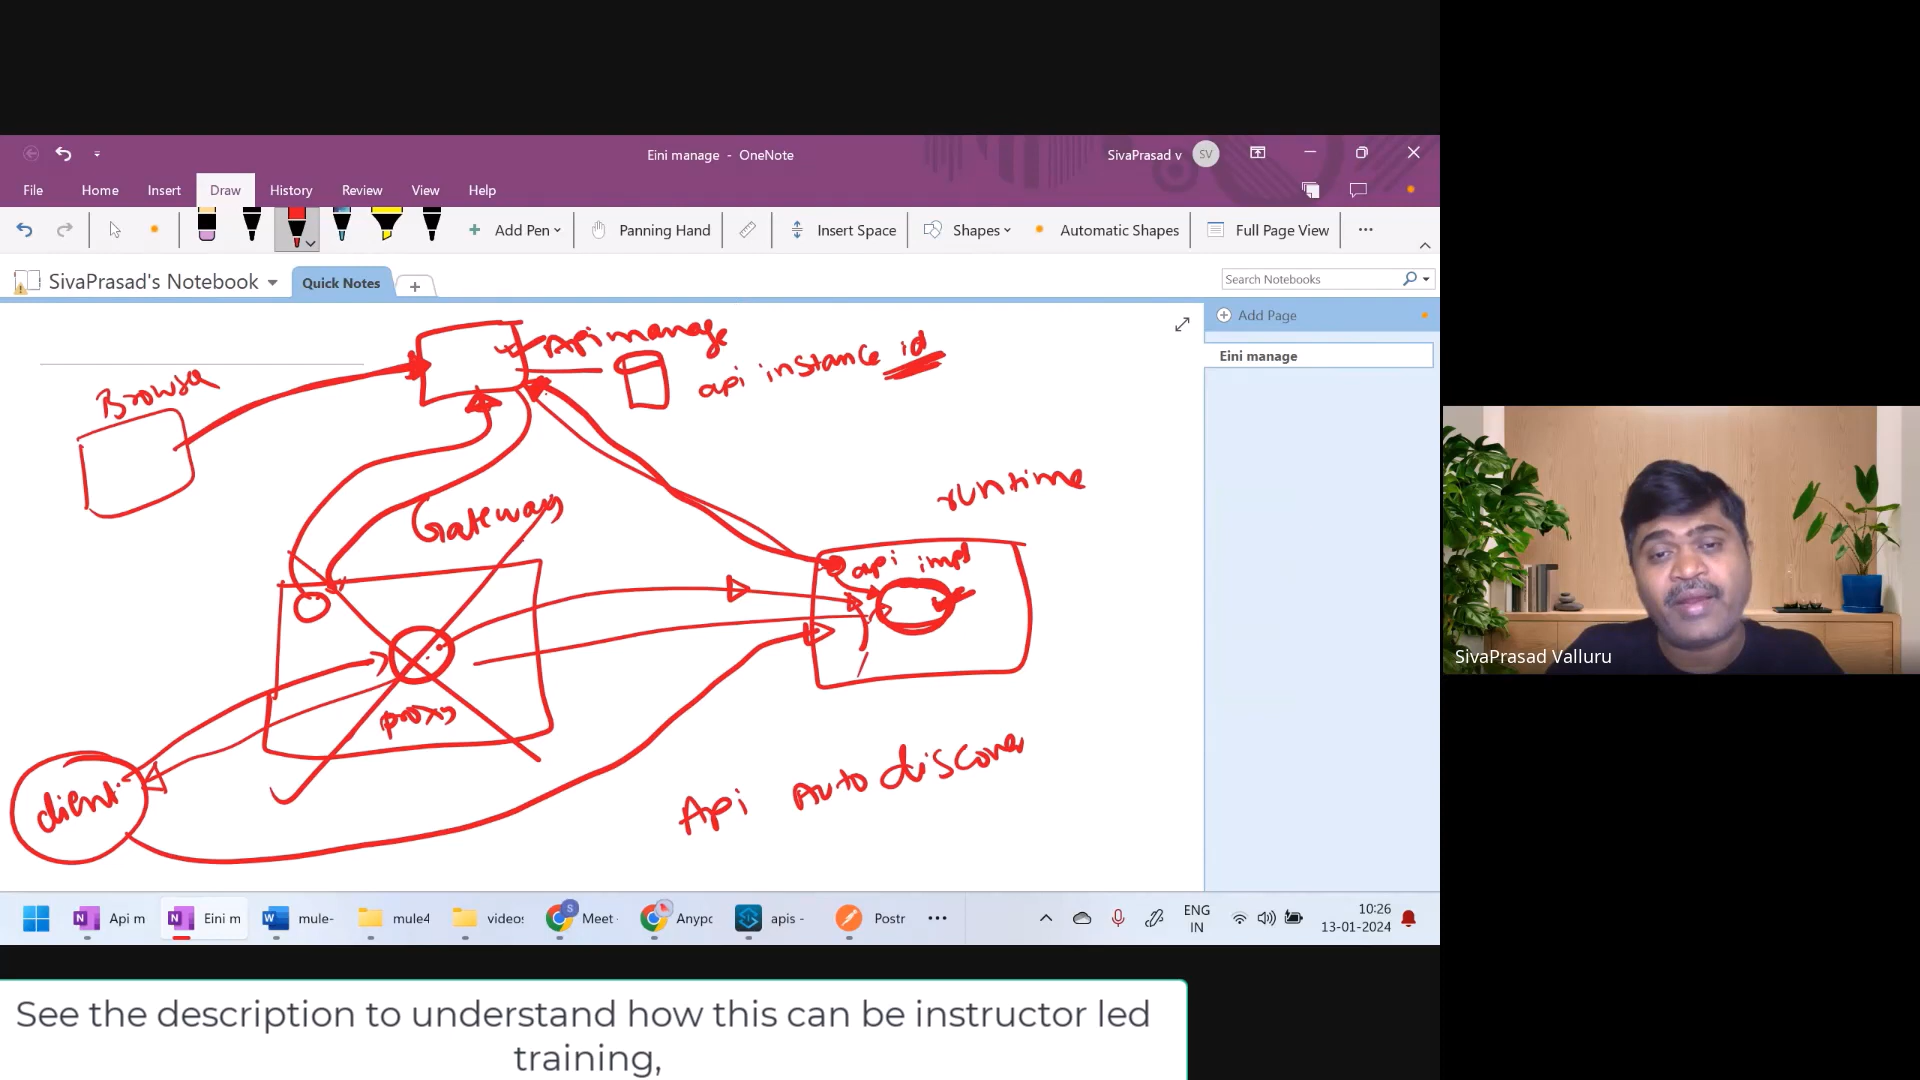 Eini manage - OneNote
SivaPrasad v
SV
File
Home
Insert
Draw
History
Review
View
Help
Add Pen
Panning Hand
Insert Space
Shapes
Automatic Shapes
Full Page View
SivaPrasad's Notebook
Quick Notes
Search Notebooks
Add Page
Eini manage
Api manage
api instance id
Browsa
Gateway
runtime
api impl
proxy
client
Api Auto discove
SivaPrasad Valluru
Api m
Eini m
mule-
mule4
videos
Meet
Anypo
apis -
Postr
ENG
IN
10:26
13-01-2024
See the description to understand how this can be instructor led
training,